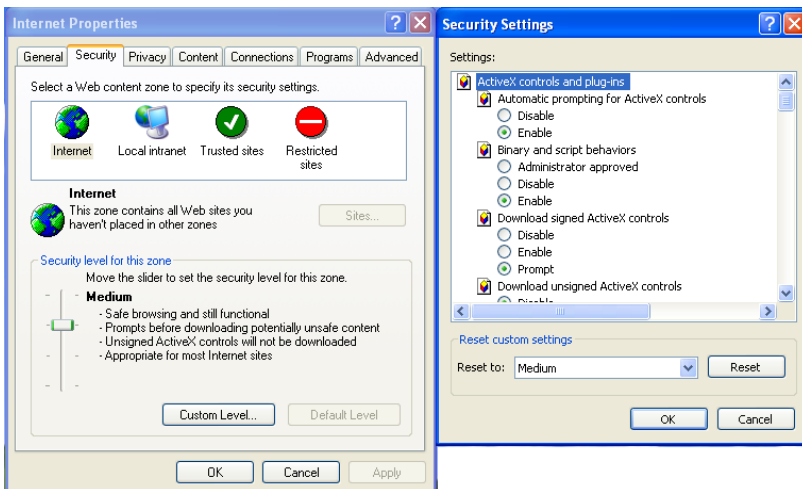 Internet Properties
General Security Privacy Content Connections Programs Advanced
Select a Web content zone to specify its security settings.
Internet Local intranet Trusted sites Restricted sites
Internet
This zone contains all Web sites you
haven't placed in other zones
Sites...
Security level for this zone
Move the slider to set the security level for this zone.
Medium
- Safe browsing and still functional
- Prompts before downloading potentially unsafe content
- Unsigned ActiveX controls will not be downloaded
- Appropriate for most Internet sites
Custom Level... Default Level
OK Cancel Apply
Security Settings
Settings:
ActiveX controls and plug-ins
Automatic prompting for ActiveX controls
Disable
Enable
Binary and script behaviors
Administrator approved
Disable
Enable
Download signed ActiveX controls
Disable
Enable
Prompt
Download unsigned ActiveX controls
Disable
Reset custom settings
Reset to: Medium Reset
OK Cancel